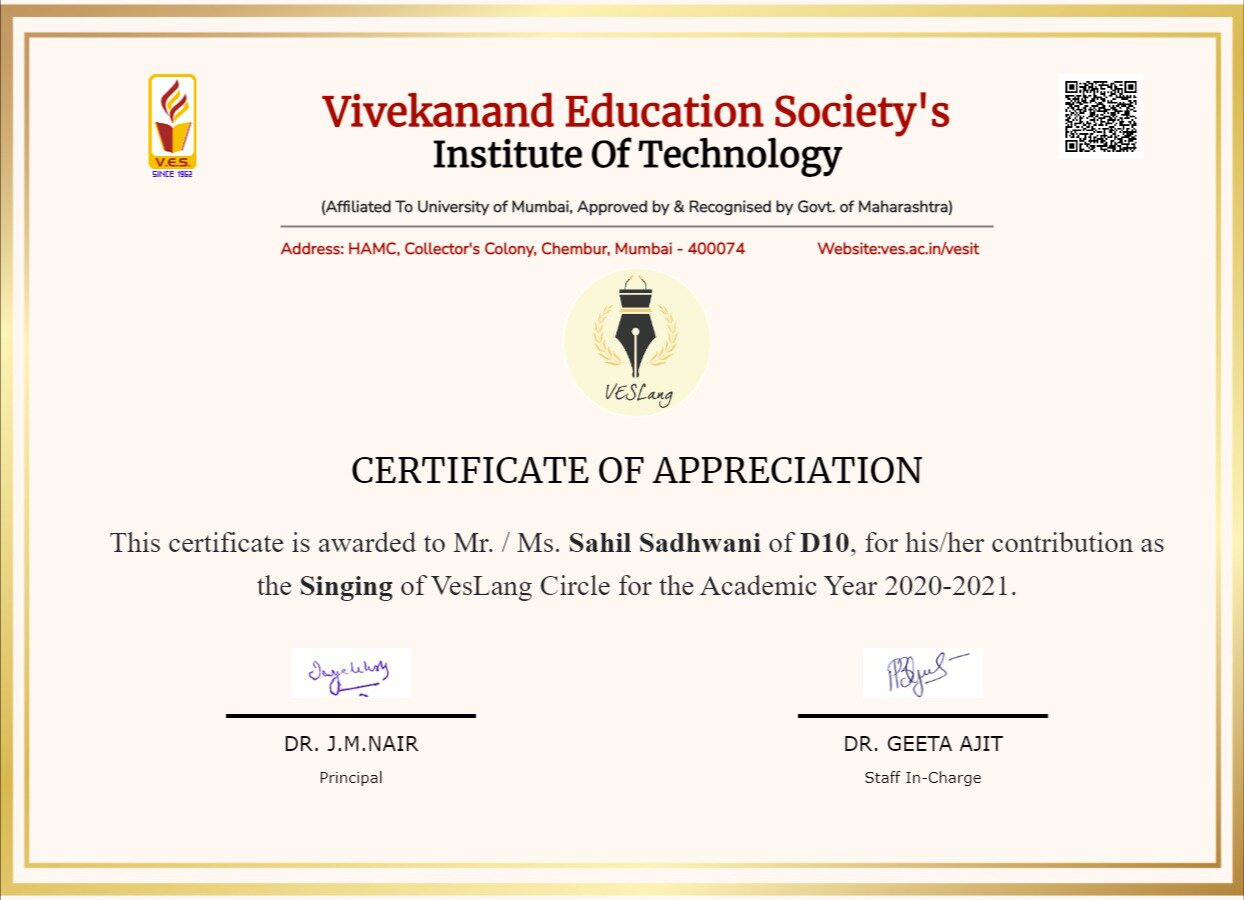 V.E.S.
SINCE 1962
Vivekanand Education Society's
Institute Of Technology
(Affiliated To University of Mumbai, Approved by & Recognised by Govt. of Maharashtra)
Address: HAMC, Collector's Colony, Chembur, Mumbai - 400074 Website:ves.ac.in/vesit
VESLang
CERTIFICATE OF APPRECIATION
This certificate is awarded to Mr. / Ms. Sahil Sadhwani of D10, for his/her contribution as
the Singing of VesLang Circle for the Academic Year 2020-2021.
DR. J.M.NAIR
Principal
DR. GEETA AJIT
Staff In-Charge